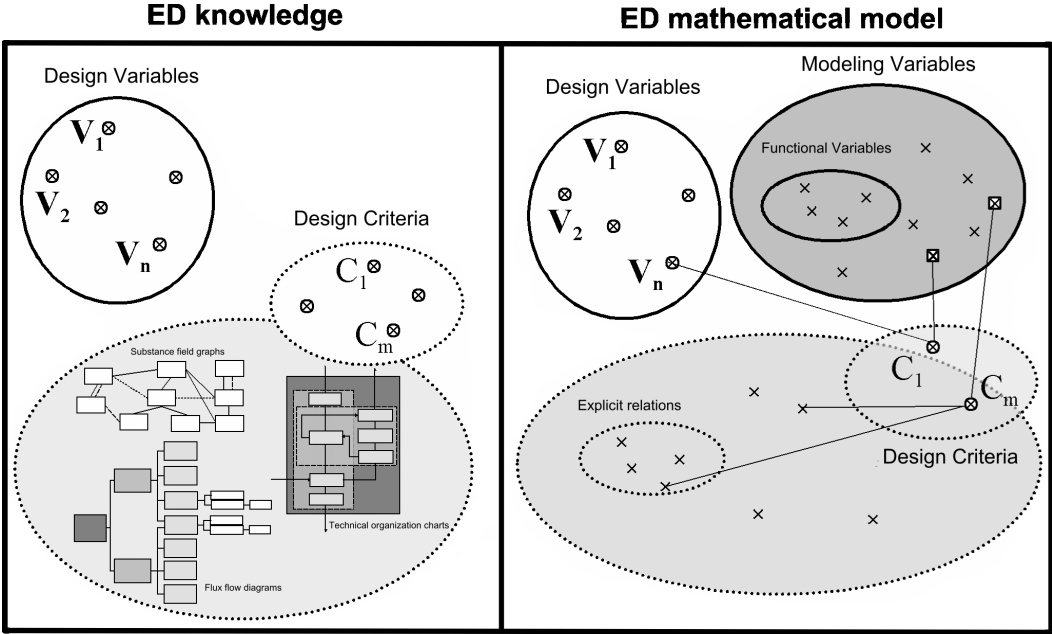 ED knowledge
Design Variables
V1
V2
Vn
Design Criteria
C1
Cm
Substance field graphs
Technical organization charts
Flux flow diagrams
ED mathematical model
Design Variables
Modeling Variables
V1
V2
Vn
Functional Variables
C1
Cm
Explicit relations
Design Criteria